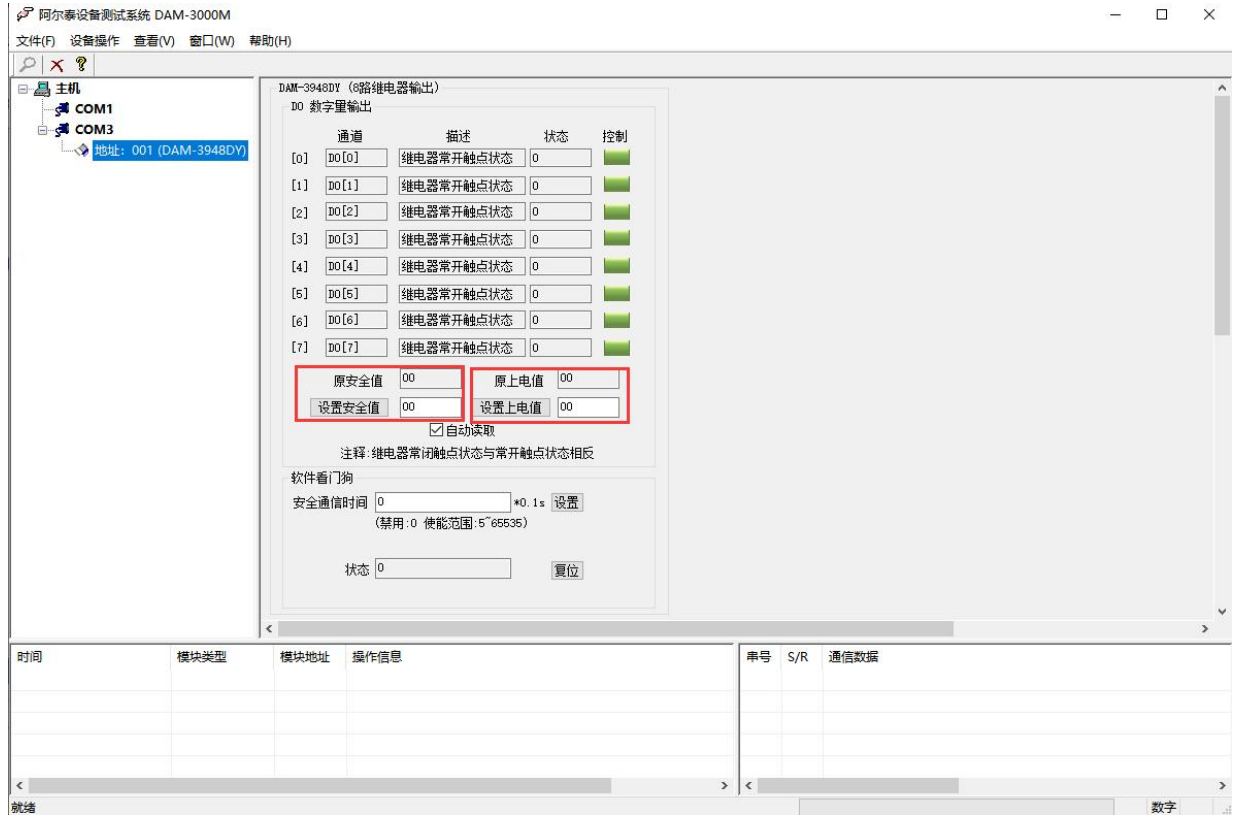 阿尔泰设备测试系统 DAM-3000M
文件(F) 设备操作 查看(V) 窗口(W) 帮助(H)
主机
COM1
COM3
地址：001 (DAM-3948DY)
DAM-3948DY (8路继电器输出)
DO 数字量输出
通道 描述 状态 控制
[0] DO[0] 继电器常开触点状态 0
[1] DO[1] 继电器常开触点状态 0
[2] DO[2] 继电器常开触点状态 0
[3] DO[3] 继电器常开触点状态 0
[4] DO[4] 继电器常开触点状态 0
[5] DO[5] 继电器常开触点状态 0
[6] DO[6] 继电器常开触点状态 0
[7] DO[7] 继电器常开触点状态 0
原安全值 00 原上电值 00
设置安全值 00 设置上电值 00
自动读取
注释:继电器常闭触点状态与常开触点状态相反
软件看门狗
安全通信时间 0 *0.1s 设置
(禁用:0 使能范围:5~65535)
状态 0 复位
时间 模块类型 模块地址 操作信息 串号 S/R 通信数据
就绪 数字